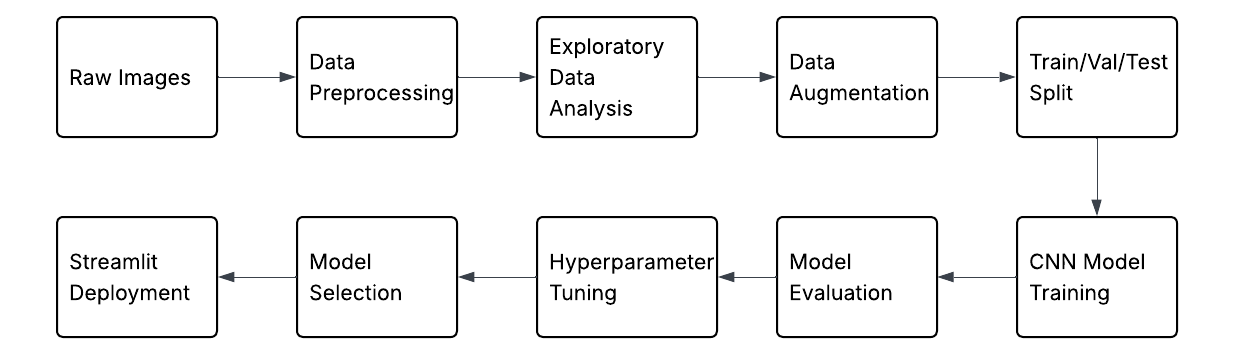 Raw Images
Data
Preprocessing
Exploratory
Data
Analysis
Data
Augmentation
Train/Val/Test
Split
CNN Model
Training
Model
Evaluation
Hyperparameter
Tuning
Model
Selection
Streamlit
Deployment